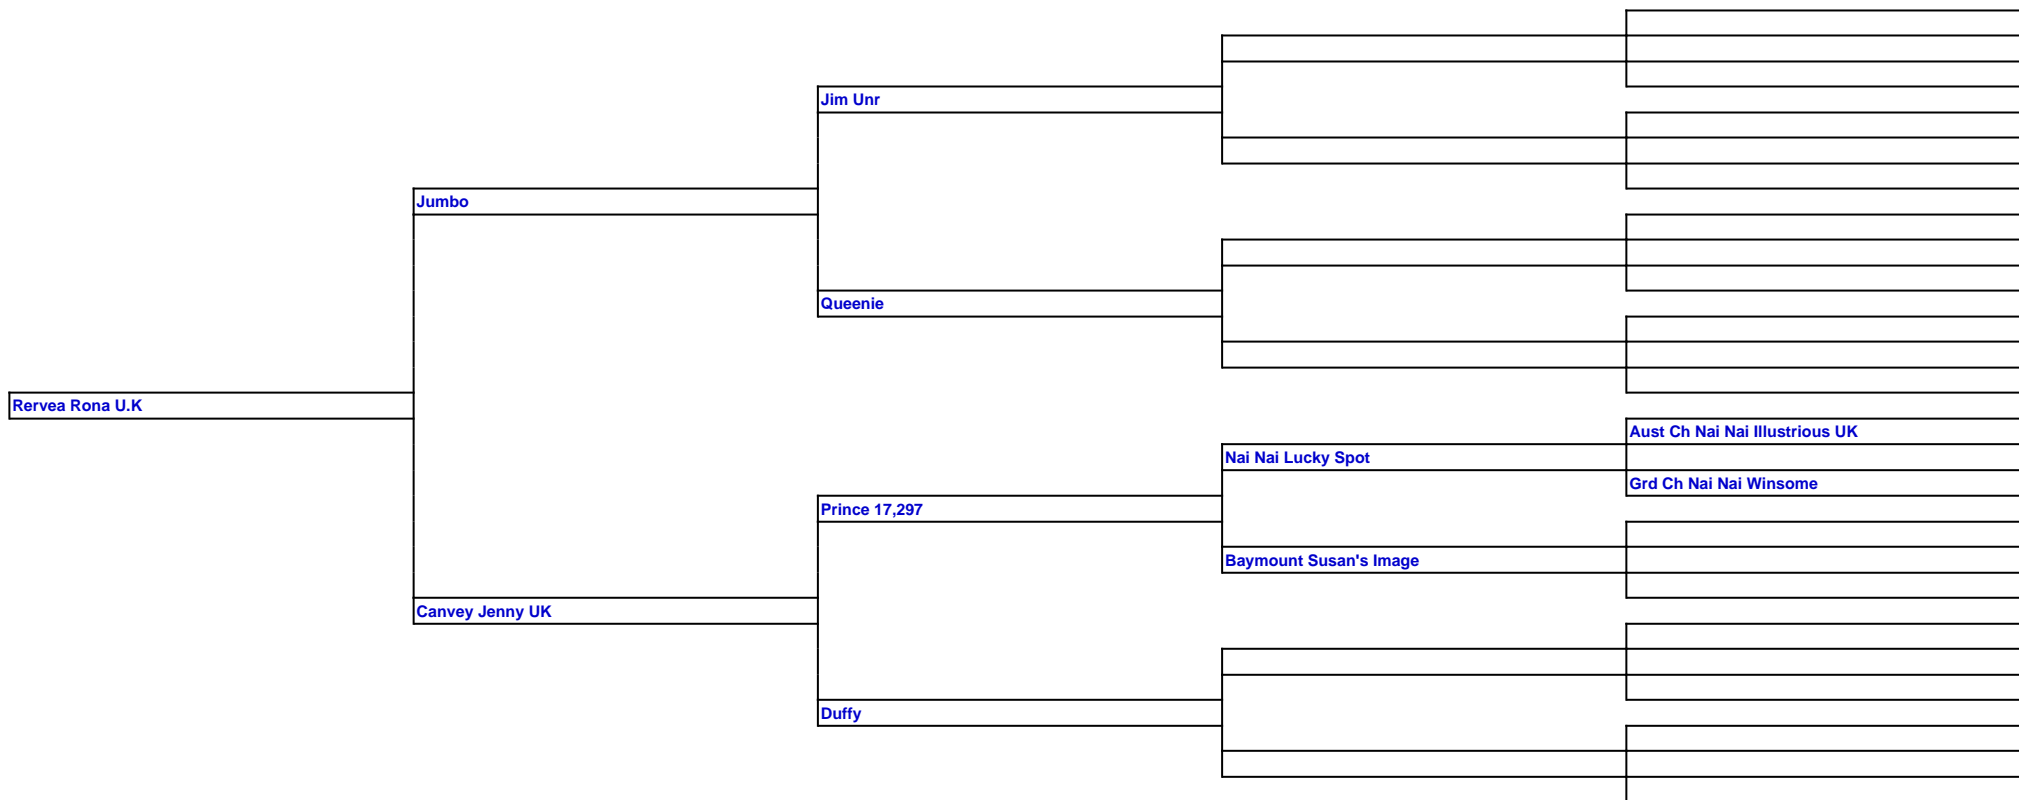 Jim Unr
Jumbo
Queenie
Rervea Rona U.K
Aust Ch Nai Nai Illustrious UK
Nai Nai Lucky Spot
Grd Ch Nai Nai Winsome
Prince 17,297
Baymount Susan's Image
Canvey Jenny UK
Duffy